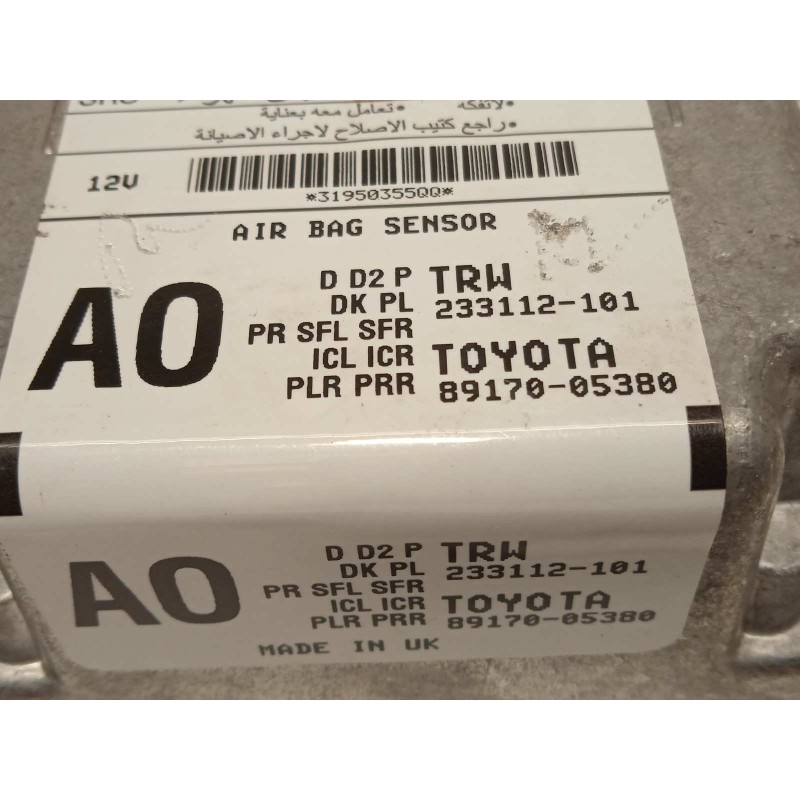 •لاتفكه •تعامل معه بعناية
•راجع كتيب الاصلاح لاجراء الاصيانة
12V
*31950355QQ*
AIR BAG SENSOR
AO
D D2 P TRW
DK PL 233112-101
PR SFL SFR
ICL ICR TOYOTA
PLR PRR 89170-05380
AO
D D2 P TRW
DK PL 233112-101
PR SFL SFR
ICL ICR TOYOTA
PLR PRR 89170-05380
MADE IN UK